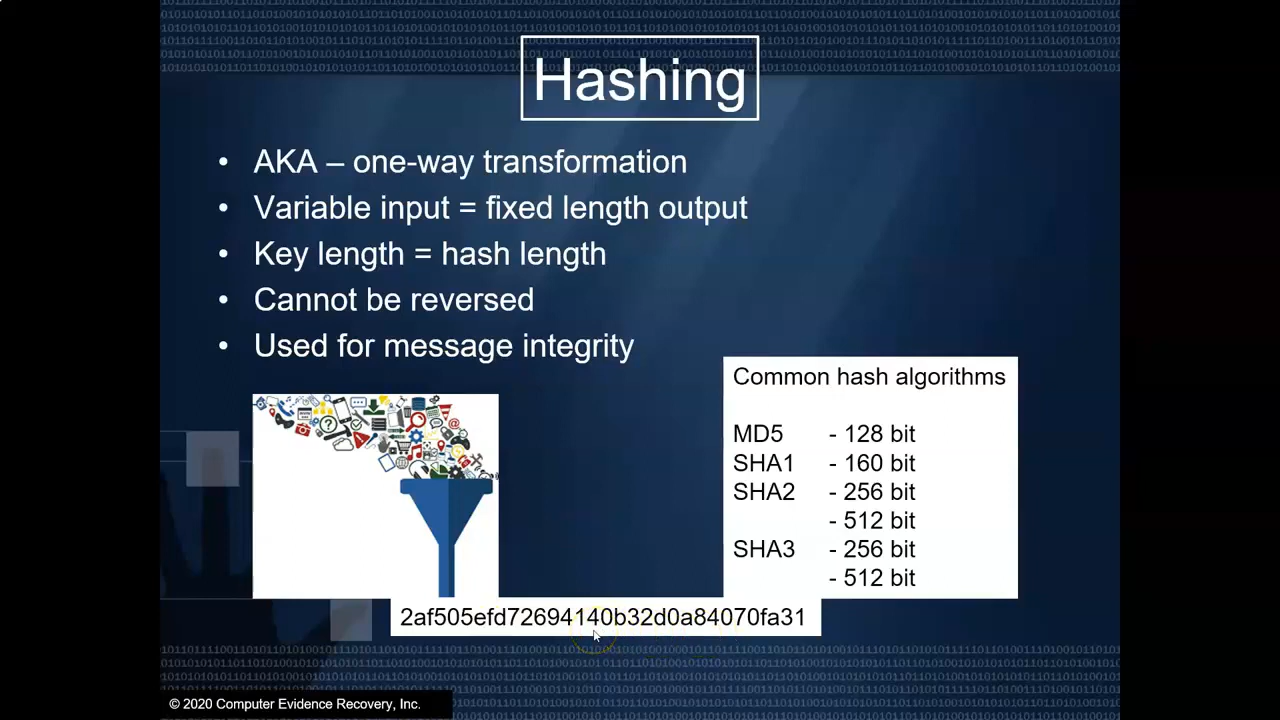 Hashing
• AKA – one-way transformation
• Variable input = fixed length output
• Key length = hash length
• Cannot be reversed
• Used for message integrity
Common hash algorithms
MD5 - 128 bit
SHA1 - 160 bit
SHA2 - 256 bit
- 512 bit
SHA3 - 256 bit
- 512 bit
2af505efd72694140b32d0a84070fa31
© 2020 Computer Evidence Recovery, Inc.